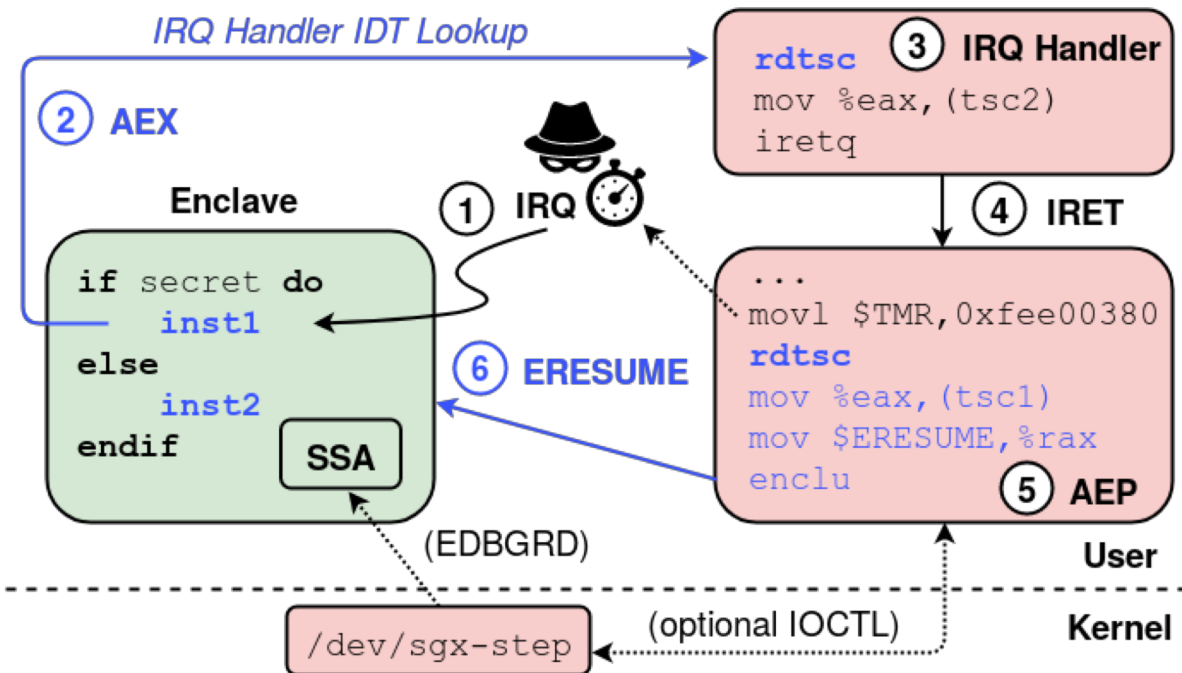 IRQ Handler IDT Lookup
2 AEX
3 IRQ Handler
rdtsc
mov %eax,(tsc2)
iretq
1 IRQ
4 IRET
Enclave
if secret do
inst1
else
inst2
endif
SSA
6 ERESUME
...
movl $TMR,0xfee00380
rdtsc
mov %eax,(tsc1)
mov $ERESUME,%rax
enclu
5 AEP
(EDBGRD)
User
/dev/sgx-step
(optional IOCTL)
Kernel